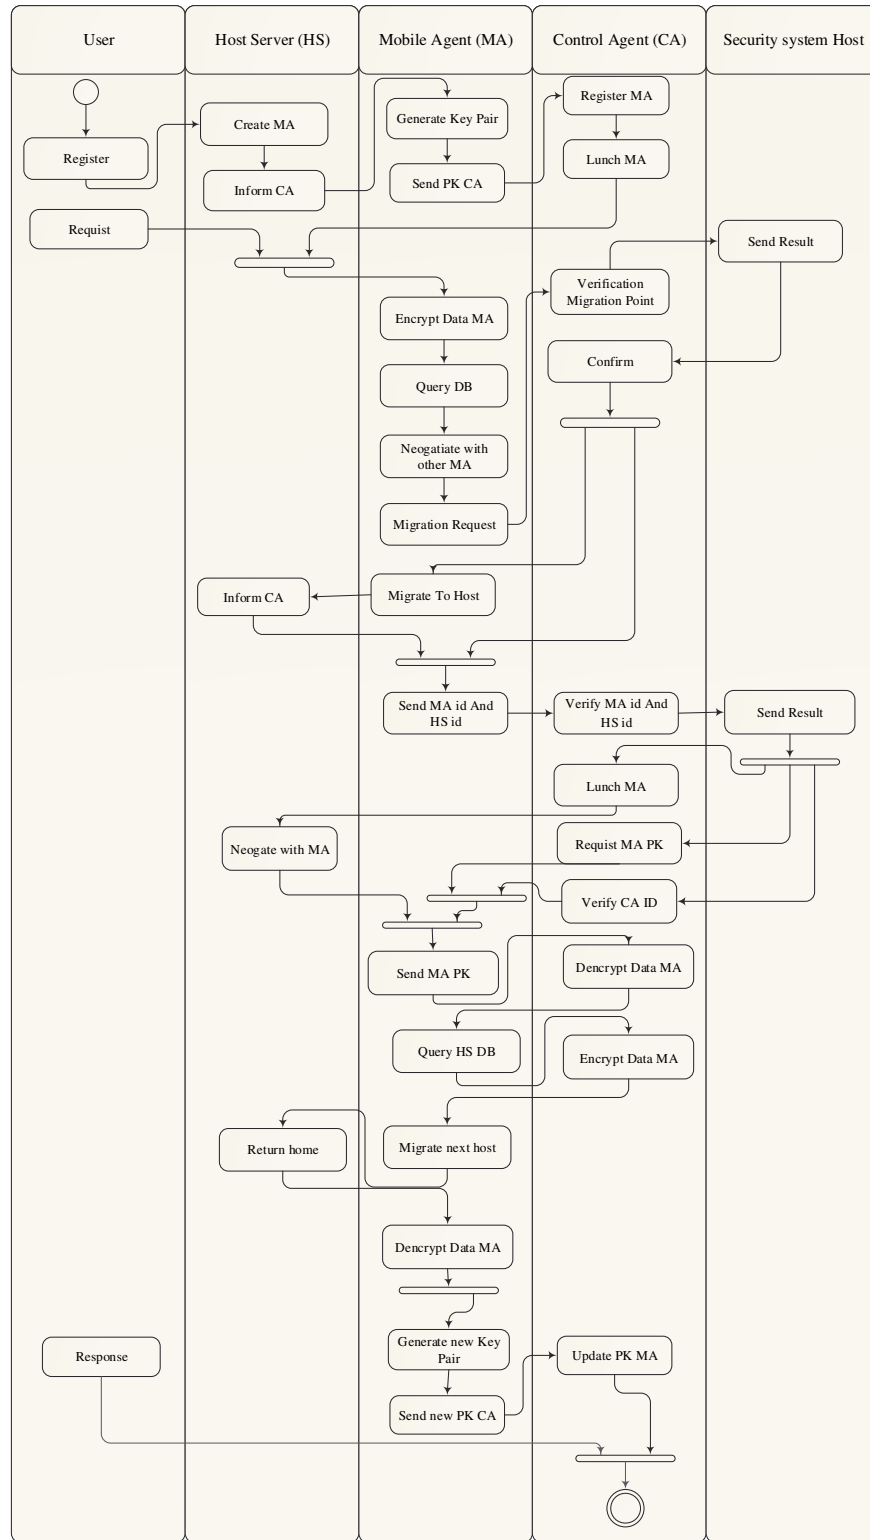 User
Host Server (HS)
Mobile Agent (MA)
Control Agent (CA)
Security system Host
Register
Create MA
Inform CA
Generate Key Pair
Send PK CA
Register MA
Lunch MA
Requist
Send Result
Verification
Migration Point
Encrypt Data MA
Confirm
Query DB
Neogatiate with
other MA
Migration Request
Inform CA
Migrate To Host
Send MA id And
HS id
Verify MA id And
HS id
Send Result
Lunch MA
Neogate with MA
Requist MA PK
Verify CA ID
Send MA PK
Dencrypt Data MA
Query HS DB
Encrypt Data MA
Return home
Migrate next host
Dencrypt Data MA
Response
Generate new Key
Pair
Update PK MA
Send new PK CA